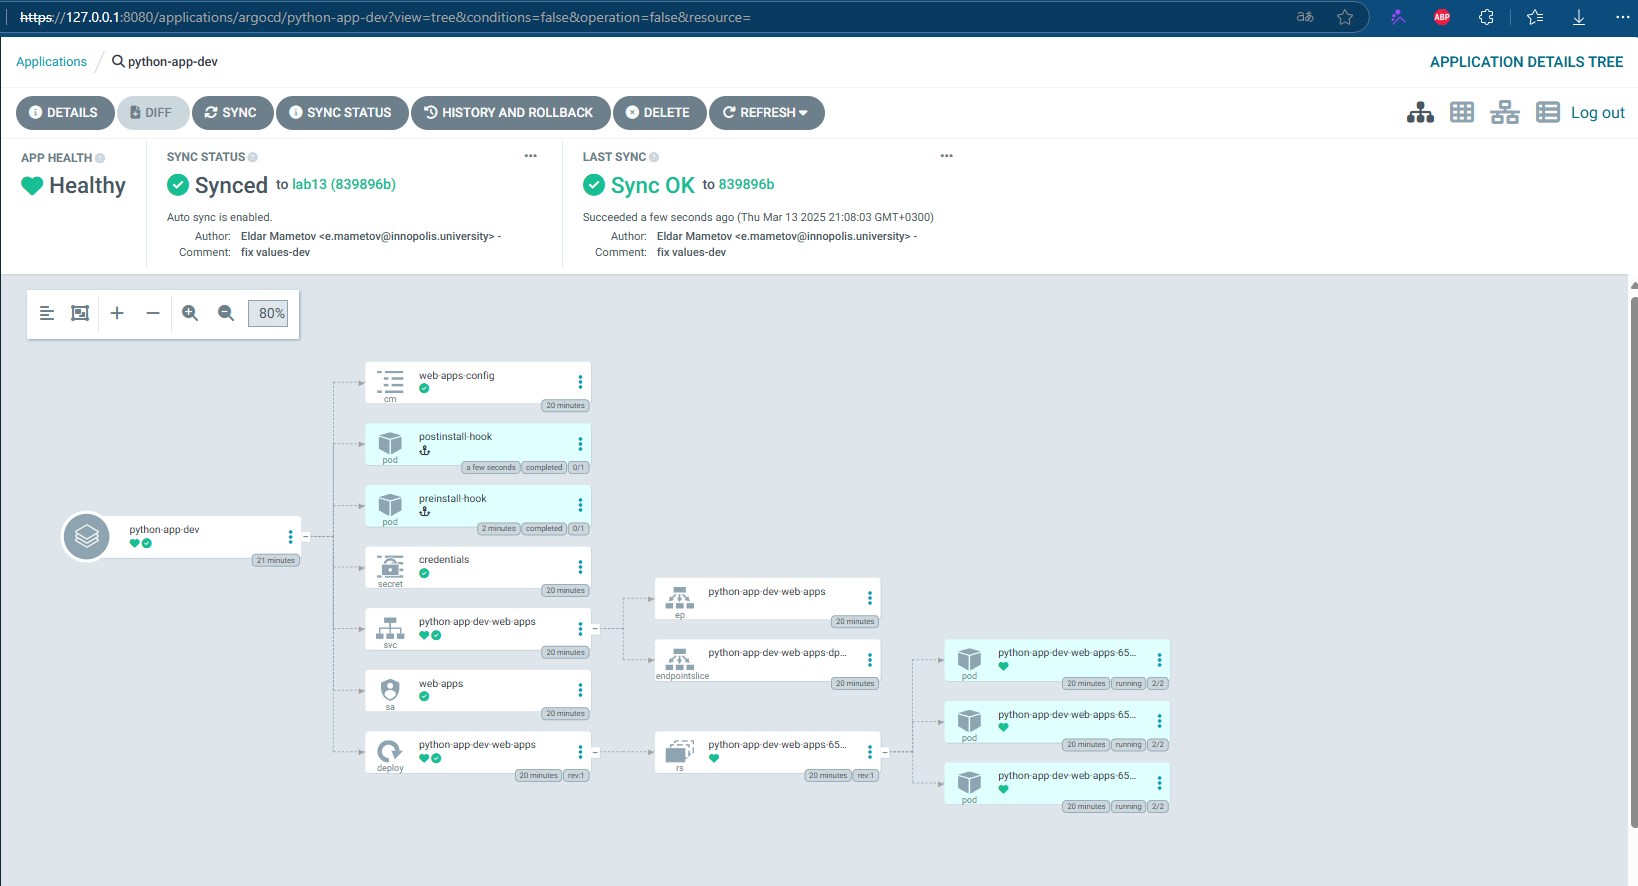 https://127.0.0.1:8080/applications/argocd/python-app-dev?view=tree&conditions=false&operation=false&resource=
aあ
ABP
Applications / python-app-dev
APPLICATION DETAILS TREE
DETAILS
DIFF
SYNC
SYNC STATUS
HISTORY AND ROLLBACK
DELETE
REFRESH
Log out
APP HEALTH
Healthy
SYNC STATUS
Synced to lab13 (839896b)
Auto sync is enabled.
Author: Eldar Mametov <e.mametov@innopolis.university> -
Comment: fix values-dev
LAST SYNC
Sync OK to 839896b
Succeeded a few seconds ago (Thu Mar 13 2025 21:08:03 GMT+0300)
Author: Eldar Mametov <e.mametov@innopolis.university> -
Comment: fix values-dev
80%
python-app-dev
21 minutes
web-apps-config
cm
20 minutes
postinstall-hook
pod
a few seconds completed 0/1
preinstall-hook
pod
2 minutes completed 0/1
credentials
secret
20 minutes
python-app-dev-web-apps
svc
20 minutes
web-apps
sa
20 minutes
python-app-dev-web-apps
deploy
20 minutes rev:1
python-app-dev-web-apps
ep
20 minutes
python-app-dev-web-apps-dp...
endpointslice
20 minutes
python-app-dev-web-apps-65...
rs
20 minutes rev:1
python-app-dev-web-apps-65...
pod
20 minutes running 2/2
python-app-dev-web-apps-65...
pod
20 minutes running 2/2
python-app-dev-web-apps-65...
pod
20 minutes running 2/2